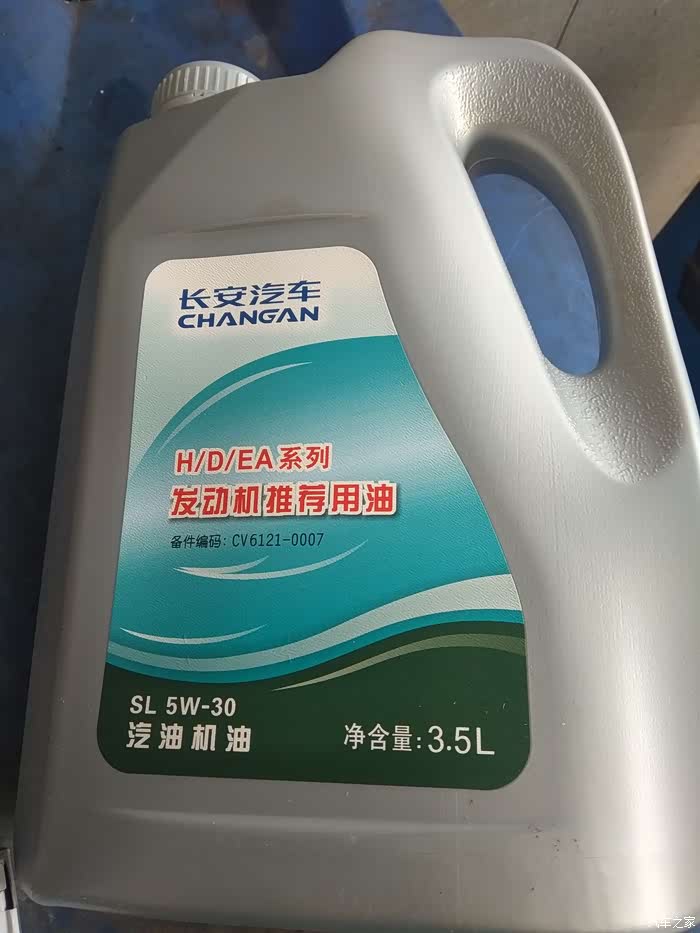 长安汽车
CHANGAN
H/D/EA系列
发动机推荐用油
备件编码：CV6121-0007
SL 5W-30
汽油机油
净含量：3.5L
汽车之家